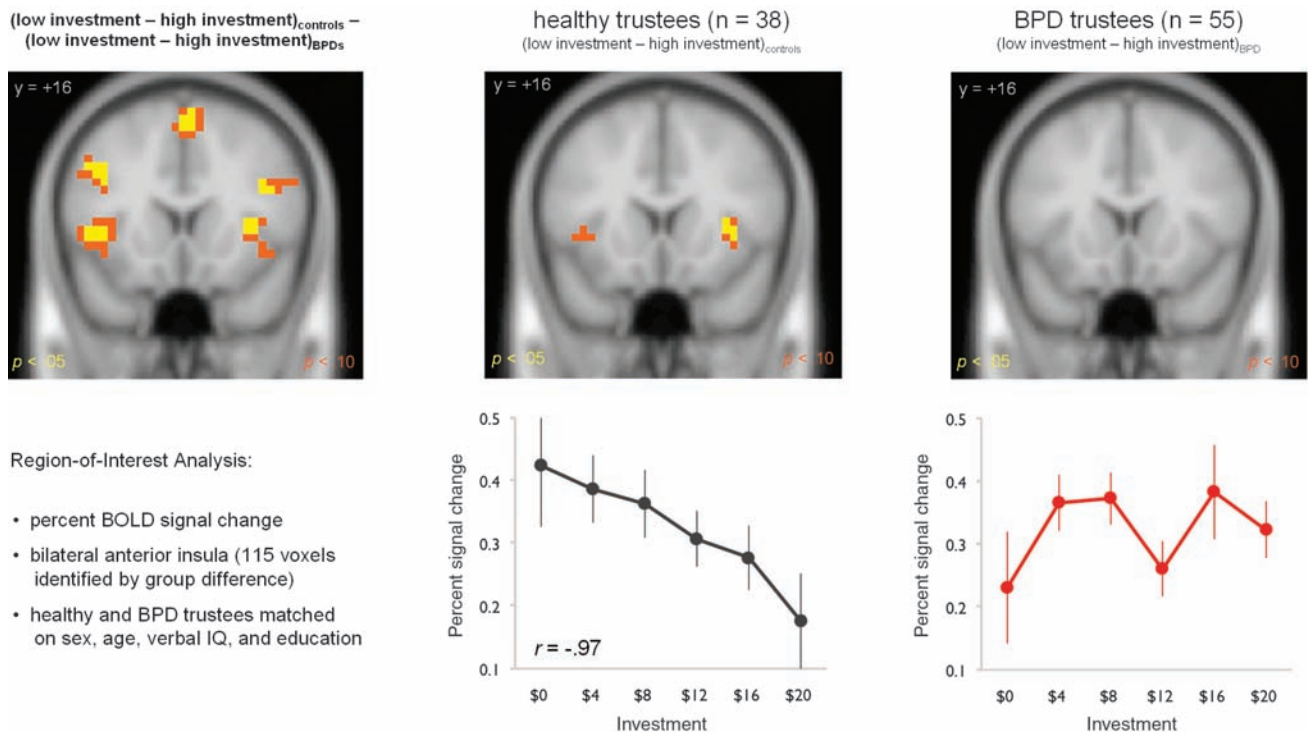 (low investment – high investment)controls –
(low investment – high investment)BPDs
healthy trustees (n = 38)
(low investment – high investment)controls
BPD trustees (n = 55)
(low investment – high investment)BPD
y = +16
p < .05
p < .10
y = +16
p < .05
p < .10
y = +16
p < .05
p < .10
Region-of-Interest Analysis:
• percent BOLD signal change
• bilateral anterior insula (115 voxels
identified by group difference)
• healthy and BPD trustees matched
on sex, age, verbal IQ, and education
Percent signal change
0.5
0.4
0.3
0.2
0.1
r = -.97
$0 $4 $8 $12 $16 $20
Investment
Percent signal change
0.5
0.4
0.3
0.2
0.1
$0 $4 $8 $12 $16 $20
Investment